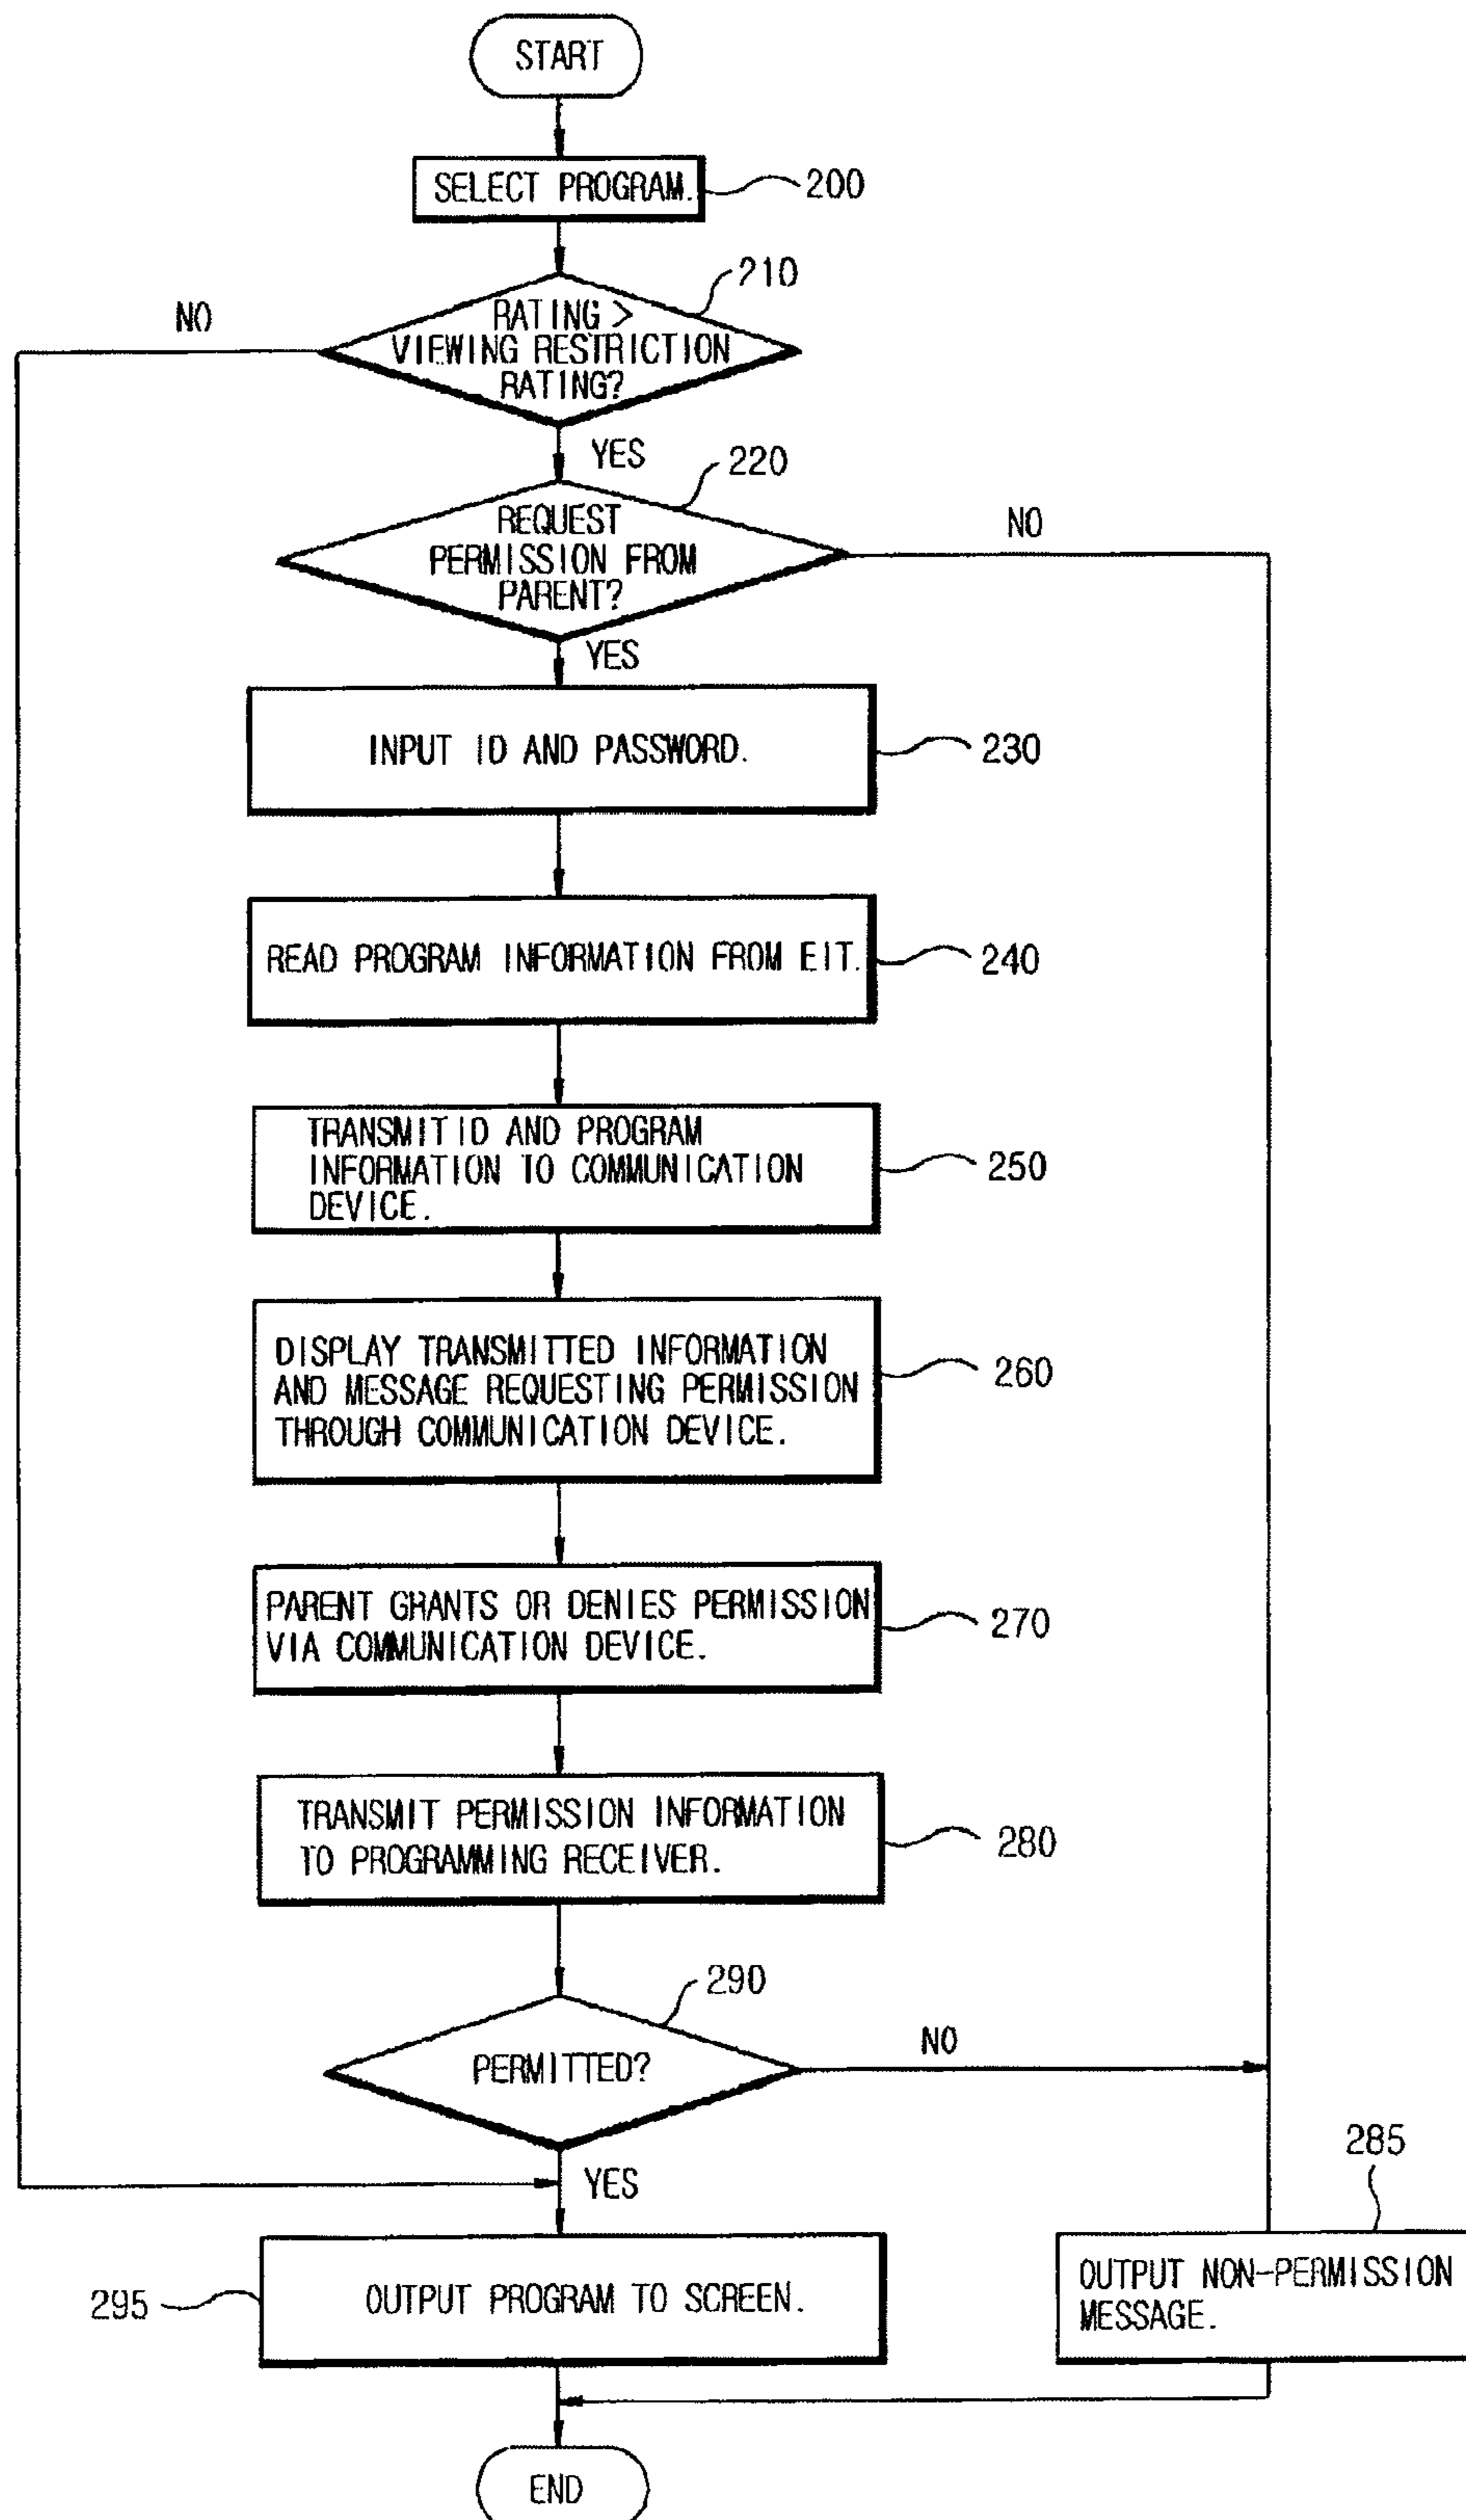 START
SELECT PROGRAM.
200
210
NO
RATING >
VIEWING RESTRICTION
RATING?
YES
220
REQUEST
PERMISSION FROM
PARENT?
NO
YES
INPUT ID AND PASSWORD.
230
READ PROGRAM INFORMATION FROM EIT.
240
TRANSMIT ID AND PROGRAM
INFORMATION TO COMMUNICATION
DEVICE.
250
DISPLAY TRANSMITTED INFORMATION
AND MESSAGE REQUESTING PERMISSION
THROUGH COMMUNICATION DEVICE.
260
PARENT GRANTS OR DENIES PERMISSION
VIA COMMUNICATION DEVICE.
270
TRANSMIT PERMISSION INFORMATION
TO PROGRAMMING RECEIVER.
280
290
PERMITTED?
NO
YES
285
295
OUTPUT PROGRAM TO SCREEN.
OUTPUT NON-PERMISSION
MESSAGE.
END